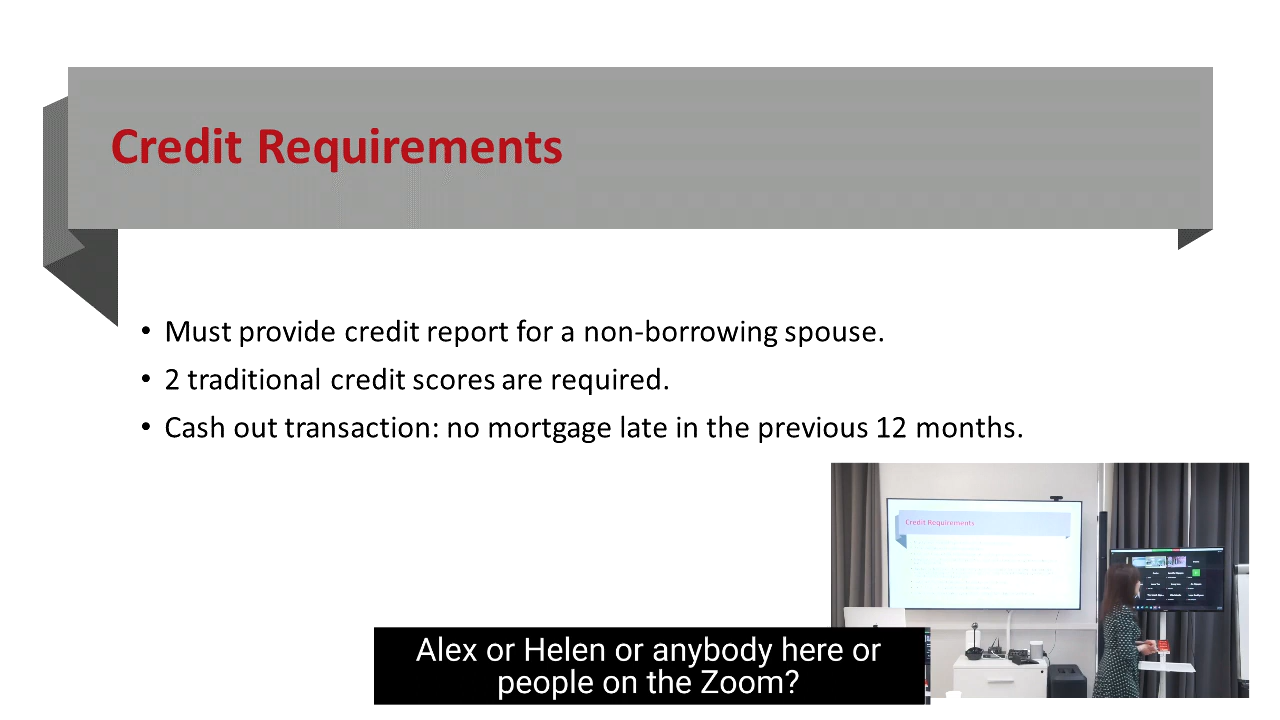 Credit Requirements
• Must provide credit report for a non-borrowing spouse.
• 2 traditional credit scores are required.
• Cash out transaction: no mortgage late in the previous 12 months.
Credit Requirements
Alex or Helen or anybody here or
people on the Zoom?